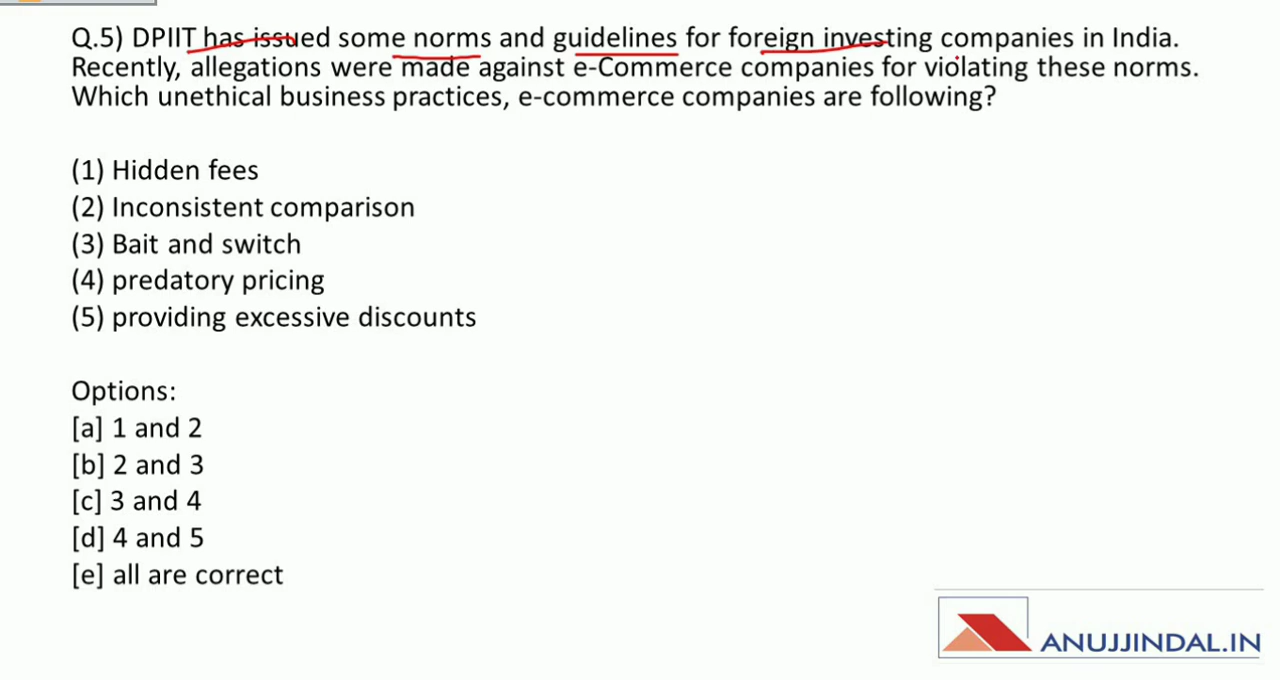 Q.5) DPIIT has issued some norms and guidelines for foreign investing companies in India.
Recently, allegations were made against e-Commerce companies for violating these norms.
Which unethical business practices, e-commerce companies are following?
(1) Hidden fees
(2) Inconsistent comparison
(3) Bait and switch
(4) predatory pricing
(5) providing excessive discounts
Options:
[a] 1 and 2
[b] 2 and 3
[c] 3 and 4
[d] 4 and 5
[e] all are correct
ANUJJINDAL.IN